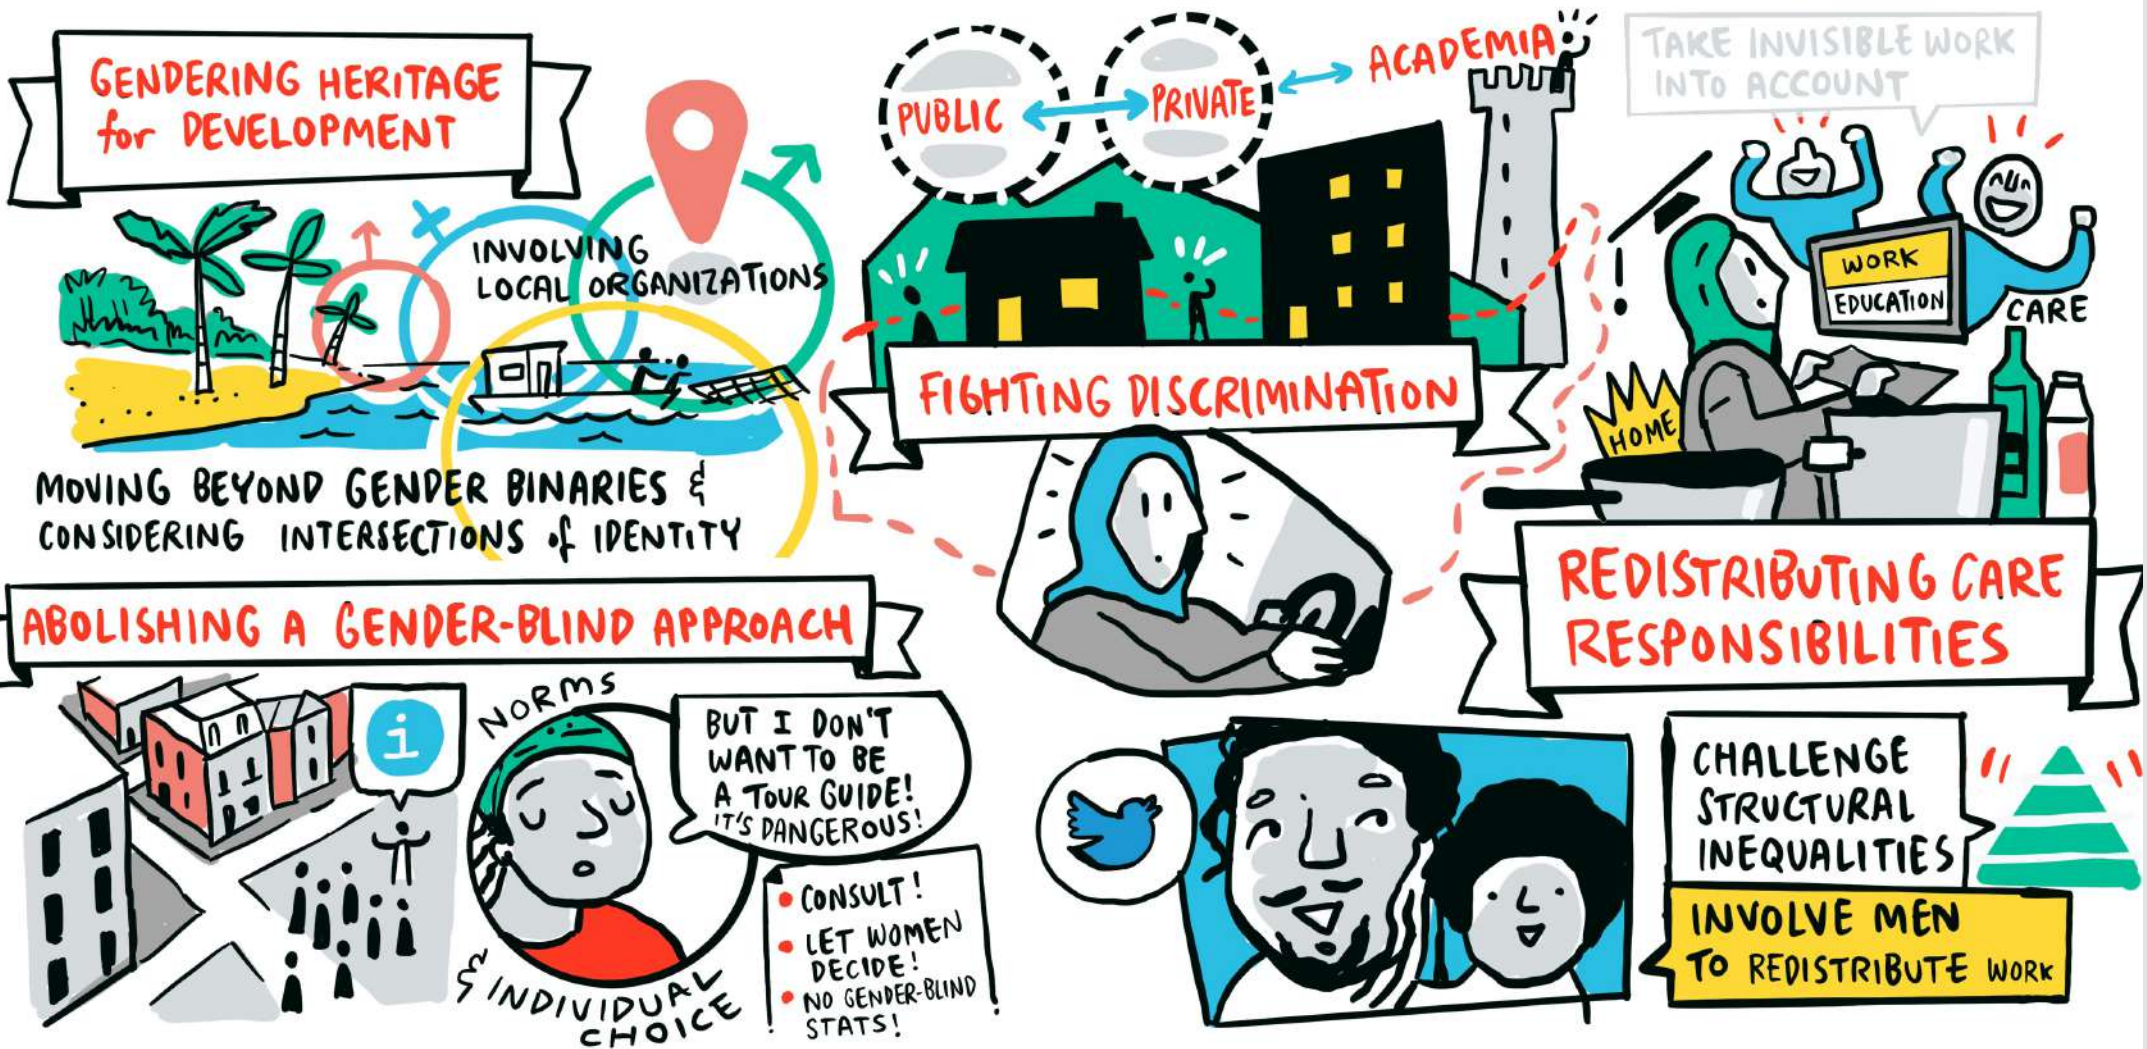 GENDERING HERITAGE
for DEVELOPMENT
INVOLVING
LOCAL ORGANIZATIONS
MOVING BEYOND GENDER BINARIES &
CONSIDERING INTERSECTIONS of IDENTITY
PUBLIC
PRIVATE
ACADEMIA
FIGHTING DISCRIMINATION
TAKE INVISIBLE WORK
INTO ACCOUNT
WORK
EDUCATION
CARE
HOME
REDISTRIBUTING CARE
RESPONSIBILITIES
ABOLISHING A GENDER-BLIND APPROACH
i
NORMS
& INDIVIDUAL
CHOICE
BUT I DON'T
WANT TO BE
A TOUR GUIDE!
IT'S DANGEROUS!
• CONSULT!
• LET WOMEN
DECIDE!
• NO GENDER-BLIND
STATS!
CHALLENGE
STRUCTURAL
INEQUALITIES
INVOLVE MEN
TO REDISTRIBUTE WORK